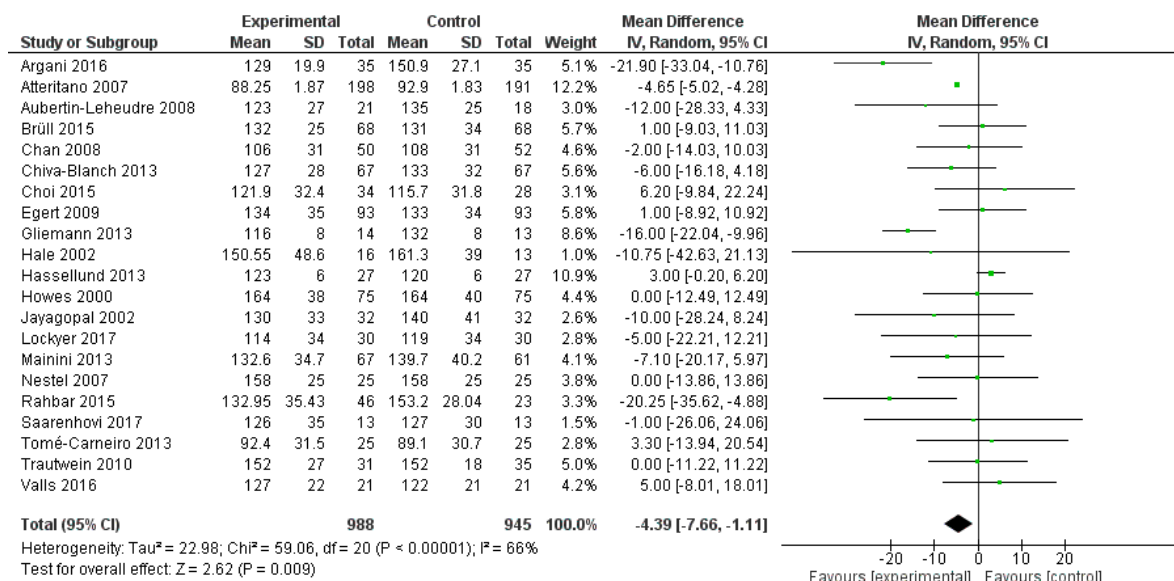 Experimental Control Mean Difference Mean Difference
Study or Subgroup Mean SD Total Mean SD Total Weight IV, Random, 95% CI IV, Random, 95% CI
Argani 2016 129 19.9 35 150.9 27.1 35 5.1% -21.90 [-33.04, -10.76]
Atteritano 2007 88.25 1.87 198 92.9 1.83 191 12.2% -4.65 [-5.02, -4.28]
Aubertin-Leheudre 2008 123 27 21 135 25 18 3.0% -12.00 [-28.33, 4.33]
Brüll 2015 132 25 68 131 34 68 5.7% 1.00 [-9.03, 11.03]
Chan 2008 106 31 50 108 31 52 4.6% -2.00 [-14.03, 10.03]
Chiva-Blanch 2013 127 28 67 133 32 67 5.6% -6.00 [-16.18, 4.18]
Choi 2015 121.9 32.4 34 115.7 31.8 28 3.1% 6.20 [-9.84, 22.24]
Egert 2009 134 35 93 133 34 93 5.8% 1.00 [-8.92, 10.92]
Gliemann 2013 116 8 14 132 8 13 8.6% -16.00 [-22.04, -9.96]
Hale 2002 150.55 48.6 16 161.3 39 13 1.0% -10.75 [-42.63, 21.13]
Hassellund 2013 123 6 27 120 6 27 10.9% 3.00 [-0.20, 6.20]
Howes 2000 164 38 75 164 40 75 4.4% 0.00 [-12.49, 12.49]
Jayagopal 2002 130 33 32 140 41 32 2.6% -10.00 [-28.24, 8.24]
Lockyer 2017 114 34 30 119 34 30 2.8% -5.00 [-22.21, 12.21]
Mainini 2013 132.6 34.7 67 139.7 40.2 61 4.1% -7.10 [-20.17, 5.97]
Nestel 2007 158 25 25 158 25 25 3.8% 0.00 [-13.86, 13.86]
Rahbar 2015 132.95 35.43 46 153.2 28.04 23 3.3% -20.25 [-35.62, -4.88]
Saarenhovi 2017 126 35 13 127 30 13 1.6% -1.00 [-26.06, 24.06]
Tomé-Carneiro 2013 92.4 31.5 25 89.1 30.7 25 2.8% 3.30 [-13.94, 20.54]
Trautwein 2010 152 27 31 152 18 35 5.0% 0.00 [-11.22, 11.22]
Valls 2016 127 22 21 122 21 21 4.2% 5.00 [-8.01, 18.01]
Total (95% CI) 988 945 100.0% -4.39 [-7.66, -1.11]
Heterogeneity: Tau² = 22.98; Chi² = 59.06, df = 20 (P < 0.00001); I² = 66%
Test for overall effect: Z = 2.62 (P = 0.009)
-20 -10 0 10 20
Favours [experimental] Favours [control]